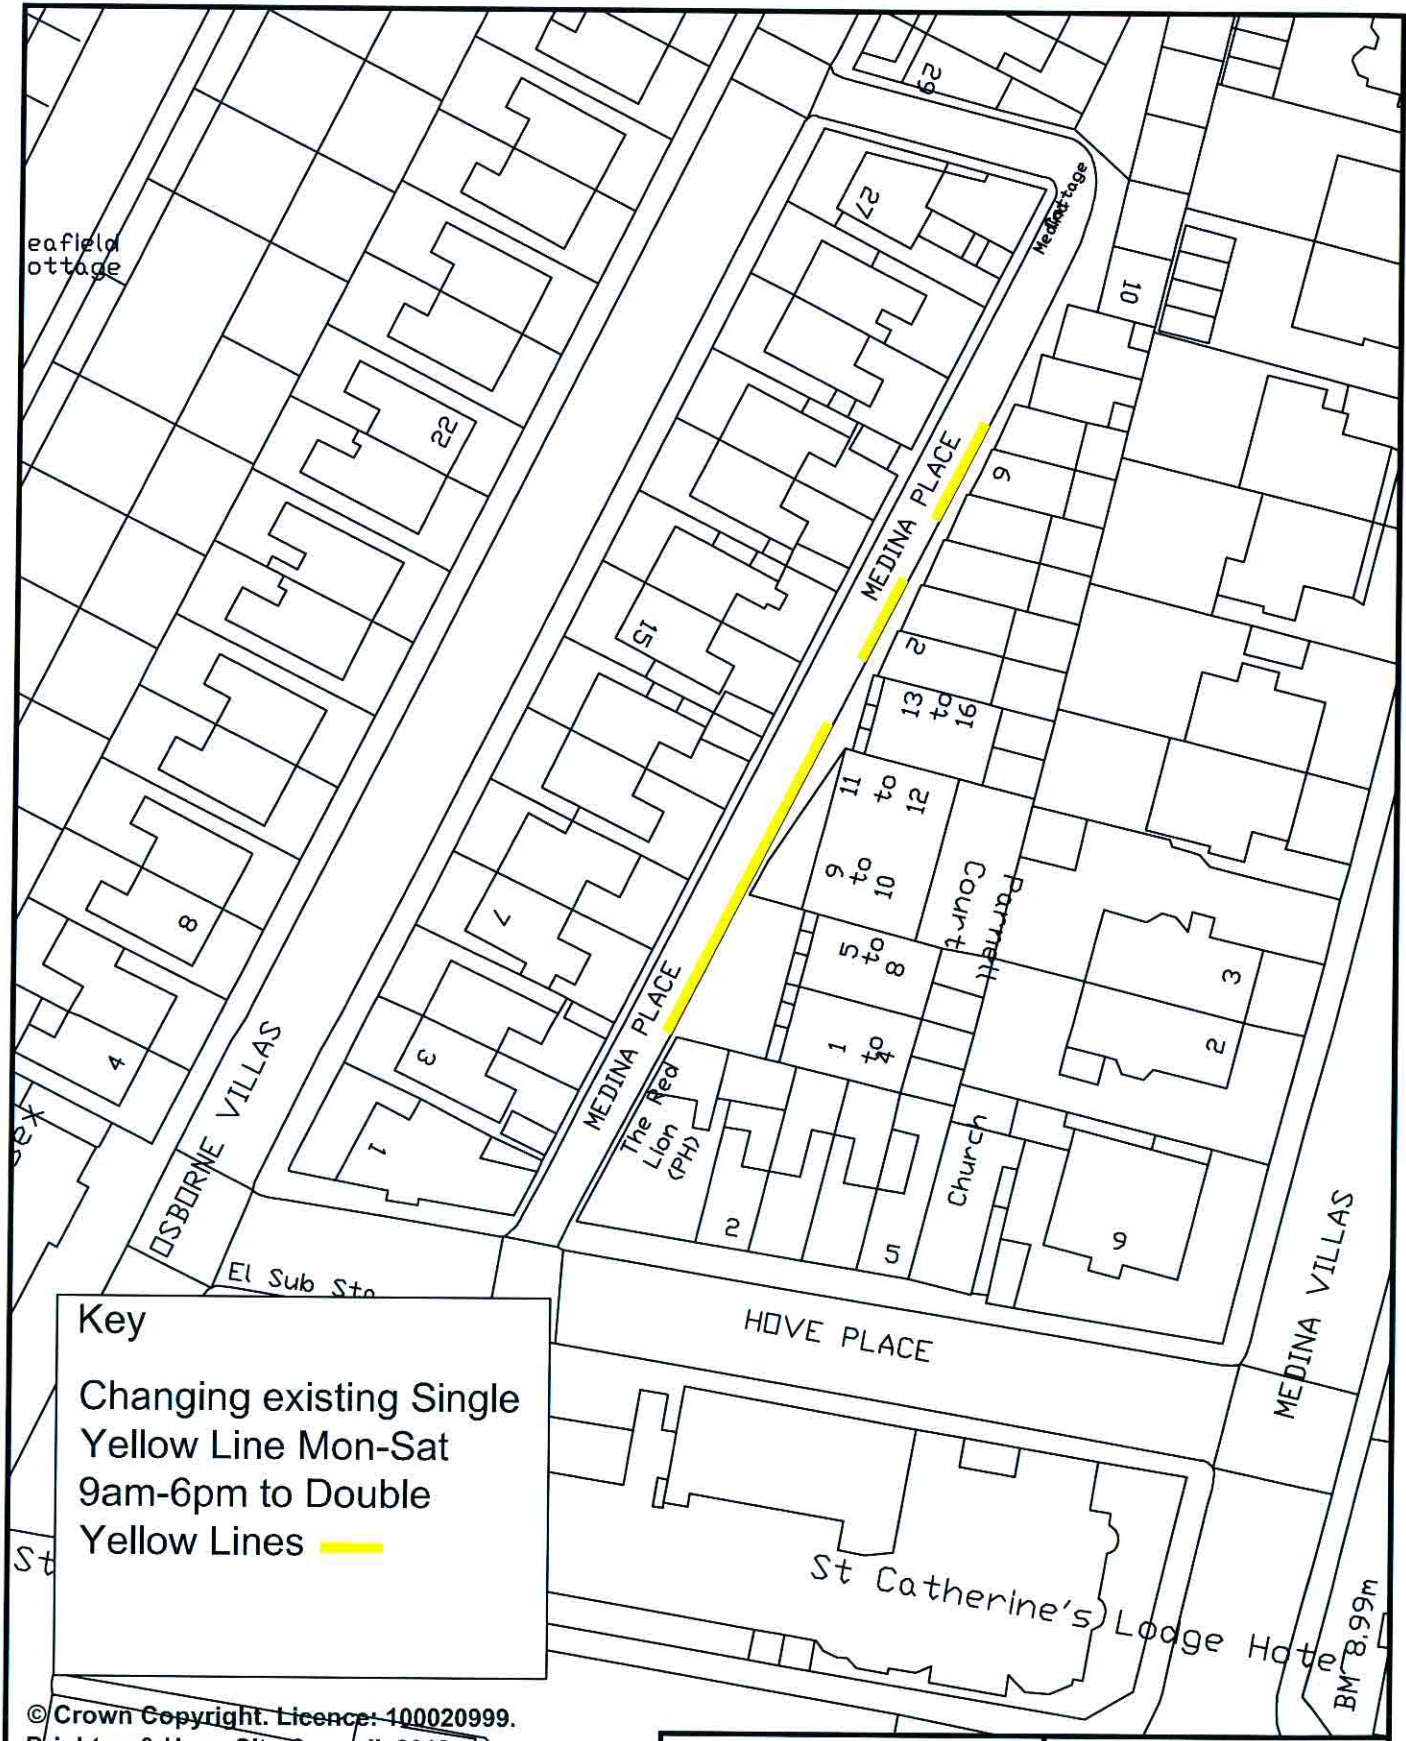 29
27
Medina
Cottage
eafield
ottage
10
22
MEDINA PLACE
6
15
2
13
to
16
11
to
12
9
to
10
Parnell
Court
5
to
8
8
7
3
2
1
to
4
MEDINA PLACE
4
3
OSBORNE VILLAS
1
The Red
Lion
(PH)
2
5
Church
9
MEDINA VILLAS
El Sub Sta
HOVE PLACE
Key
Changing existing Single
Yellow Line Mon-Sat
9am-6pm to Double
Yellow Lines
St
St Catherine's Lodge Hotel
BM 8.99m
© Crown Copyright. Licence: 100020999.